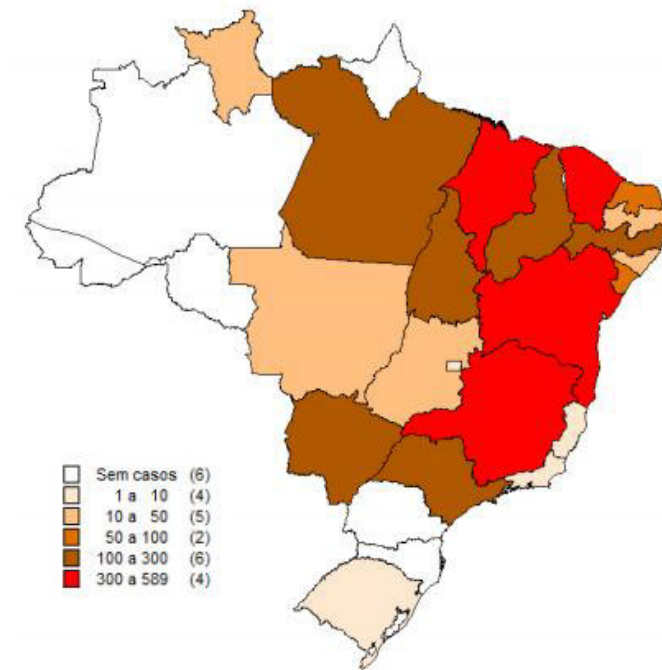 Sem casos (6)
1 a 10 (4)
10 a 50 (5)
50 a 100 (2)
100 a 300 (6)
300 a 589 (4)